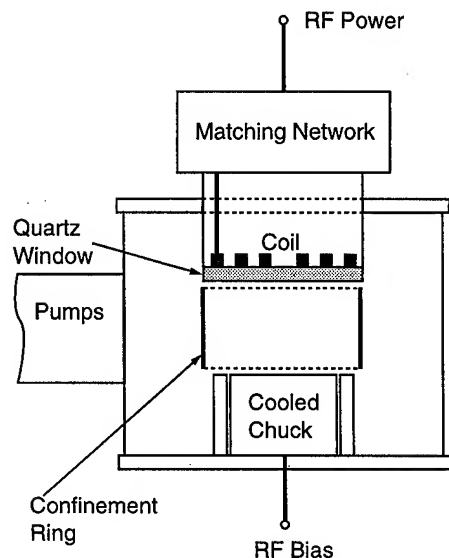 RF Power
Matching Network
Coil
Quartz
Window
Pumps
Cooled
Chuck
Confinement
Ring
RF Bias